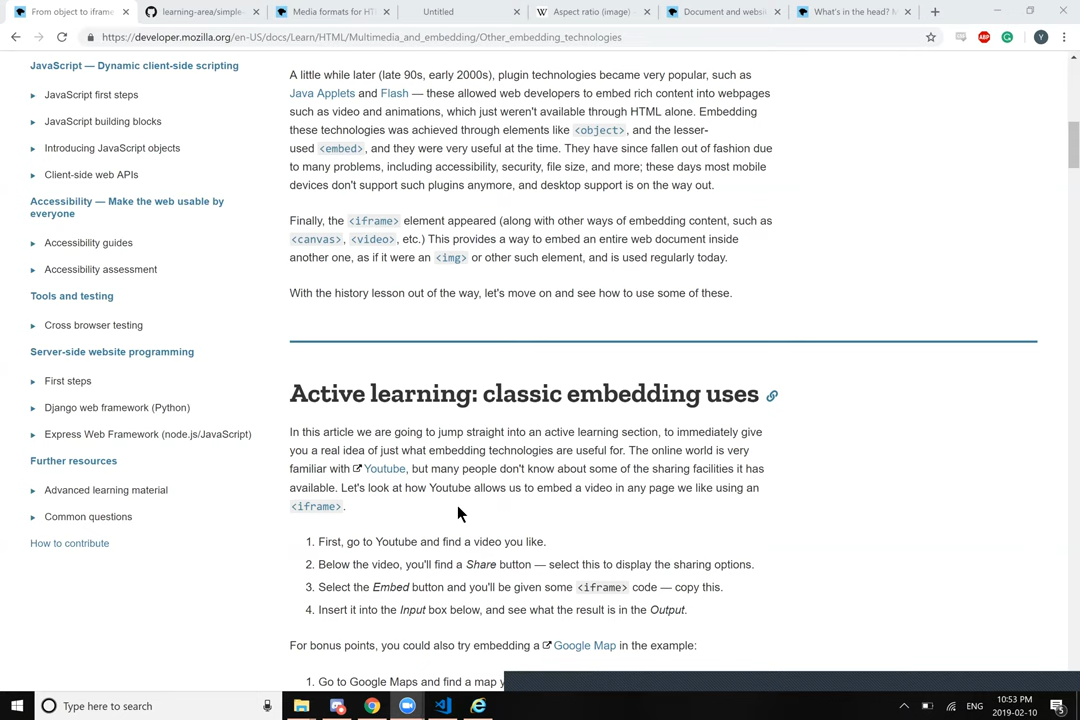 From object to iframe
learning-area/simple-
Media formats for HT
Untitled
Aspect ratio (image) -
Document and websi
What's in the head? M
https://developer.mozilla.org/en-US/docs/Learn/HTML/Multimedia_and_embedding/Other_embedding_technologies
ABP
Y
JavaScript — Dynamic client-side scripting
JavaScript first steps
JavaScript building blocks
Introducing JavaScript objects
Client-side web APIs
Accessibility — Make the web usable by
everyone
Accessibility guides
Accessibility assessment
Tools and testing
Cross browser testing
Server-side website programming
First steps
Django web framework (Python)
Express Web Framework (node.js/JavaScript)
Further resources
Advanced learning material
Common questions
How to contribute
A little while later (late 90s, early 2000s), plugin technologies became very popular, such as
Java Applets and Flash — these allowed web developers to embed rich content into webpages
such as video and animations, which just weren't available through HTML alone. Embedding
these technologies was achieved through elements like <object>, and the lesser-
used <embed>, and they were very useful at the time. They have since fallen out of fashion due
to many problems, including accessibility, security, file size, and more; these days most mobile
devices don't support such plugins anymore, and desktop support is on the way out.
Finally, the <iframe> element appeared (along with other ways of embedding content, such as
<canvas>, <video>, etc.) This provides a way to embed an entire web document inside
another one, as if it were an <img> or other such element, and is used regularly today.
With the history lesson out of the way, let's move on and see how to use some of these.
Active learning: classic embedding uses
In this article we are going to jump straight into an active learning section, to immediately give
you a real idea of just what embedding technologies are useful for. The online world is very
familiar with Youtube, but many people don't know about some of the sharing facilities it has
available. Let's look at how Youtube allows us to embed a video in any page we like using an
<iframe>.
1. First, go to Youtube and find a video you like.
2. Below the video, you'll find a Share button — select this to display the sharing options.
3. Select the Embed button and you'll be given some <iframe> code — copy this.
4. Insert it into the Input box below, and see what the result is in the Output.
For bonus points, you could also try embedding a Google Map in the example:
1. Go to Google Maps and find a map y
Type here to search
ENG
10:53 PM
2019-02-10
5